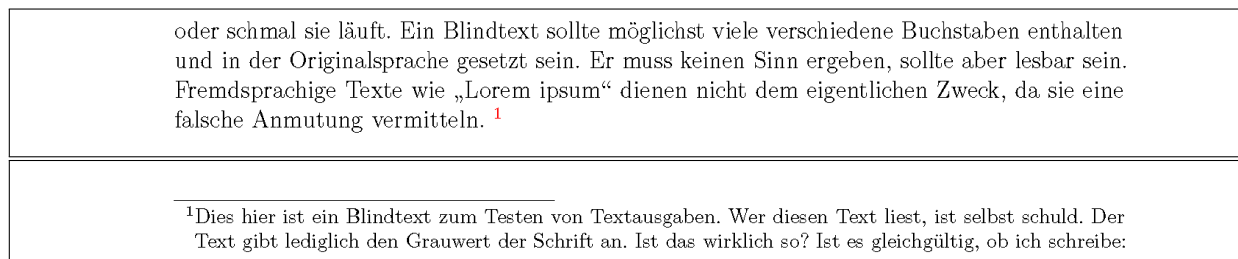 oder schmal sie läuft. Ein Blindtext sollte möglichst viele verschiedene Buchstaben enthalten
und in der Originalsprache gesetzt sein. Er muss keinen Sinn ergeben, sollte aber lesbar sein.
Fremdsprachige Texte wie „Lorem ipsum“ dienen nicht dem eigentlichen Zweck, da sie eine
falsche Anmutung vermitteln. 1
1Dies hier ist ein Blindtext zum Testen von Textausgaben. Wer diesen Text liest, ist selbst schuld. Der
Text gibt lediglich den Grauwert der Schrift an. Ist das wirklich so? Ist es gleichgültig, ob ich schreibe: